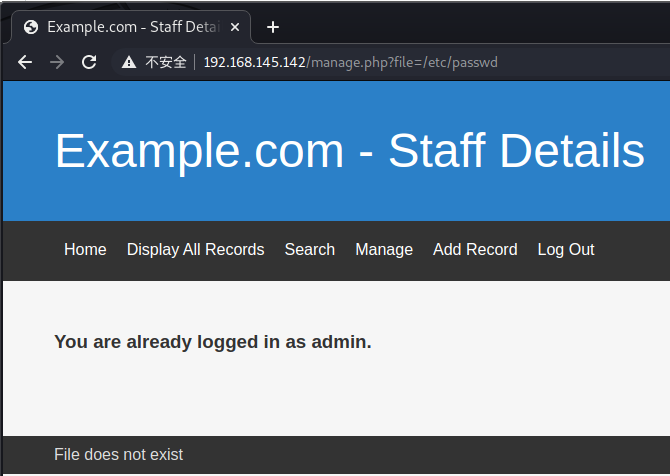 Example.com - Staff Detai
不安全 192.168.145.142/manage.php?file=/etc/passwd
Example.com - Staff Details
Home Display All Records Search Manage Add Record Log Out
You are already logged in as admin.
File does not exist